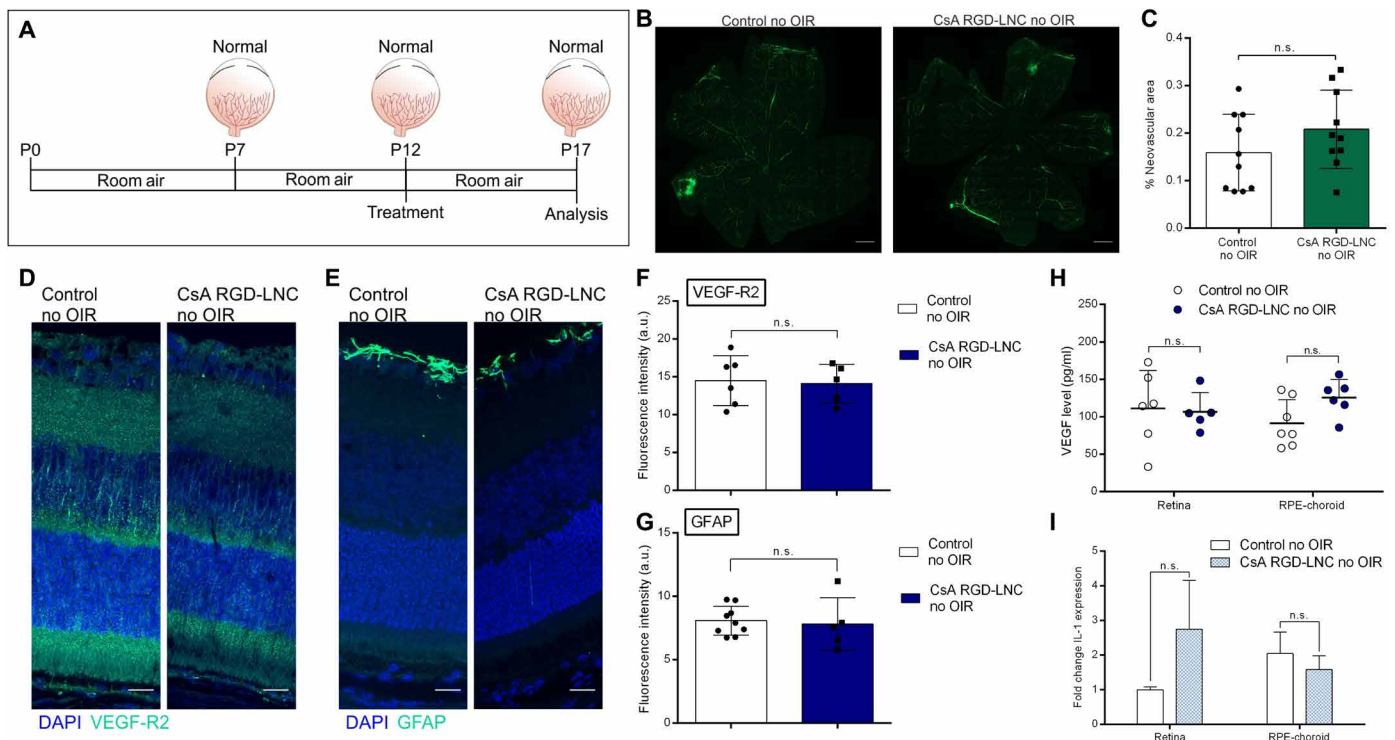 A
Normal Normal Normal
P0 P7 P12 P17
Room air Room air Room air
Treatment Analysis
B
Control no OIR CsA RGD-LNC no OIR
C
n.s.
% Neovascular area
0.4
0.3
0.2
0.1
0.0
Control
no OIR
CsA RGD-LNC
no OIR
D
Control
no OIR
CsA RGD-LNC
no OIR
DAPI VEGF-R2
E
Control
no OIR
CsA RGD-LNC
no OIR
DAPI GFAP
F
VEGF-R2
n.s.
Fluorescence intensity (a.u.)
25
20
15
10
5
0
Control
no OIR
CsA RGD-LNC
no OIR
G
GFAP
n.s.
Fluorescence intensity (a.u.)
15
10
5
0
Control
no OIR
CsA RGD-LNC
no OIR
H
Control no OIR
CsA RGD-LNC no OIR
n.s. n.s.
VEGF level (pg/ml)
250
200
150
100
50
0
Retina RPE-choroid
I
Control no OIR
CsA RGD-LNC no OIR
n.s. n.s.
Fold change IL-1 expression
5
4
3
2
1
0
Retina RPE-choroid